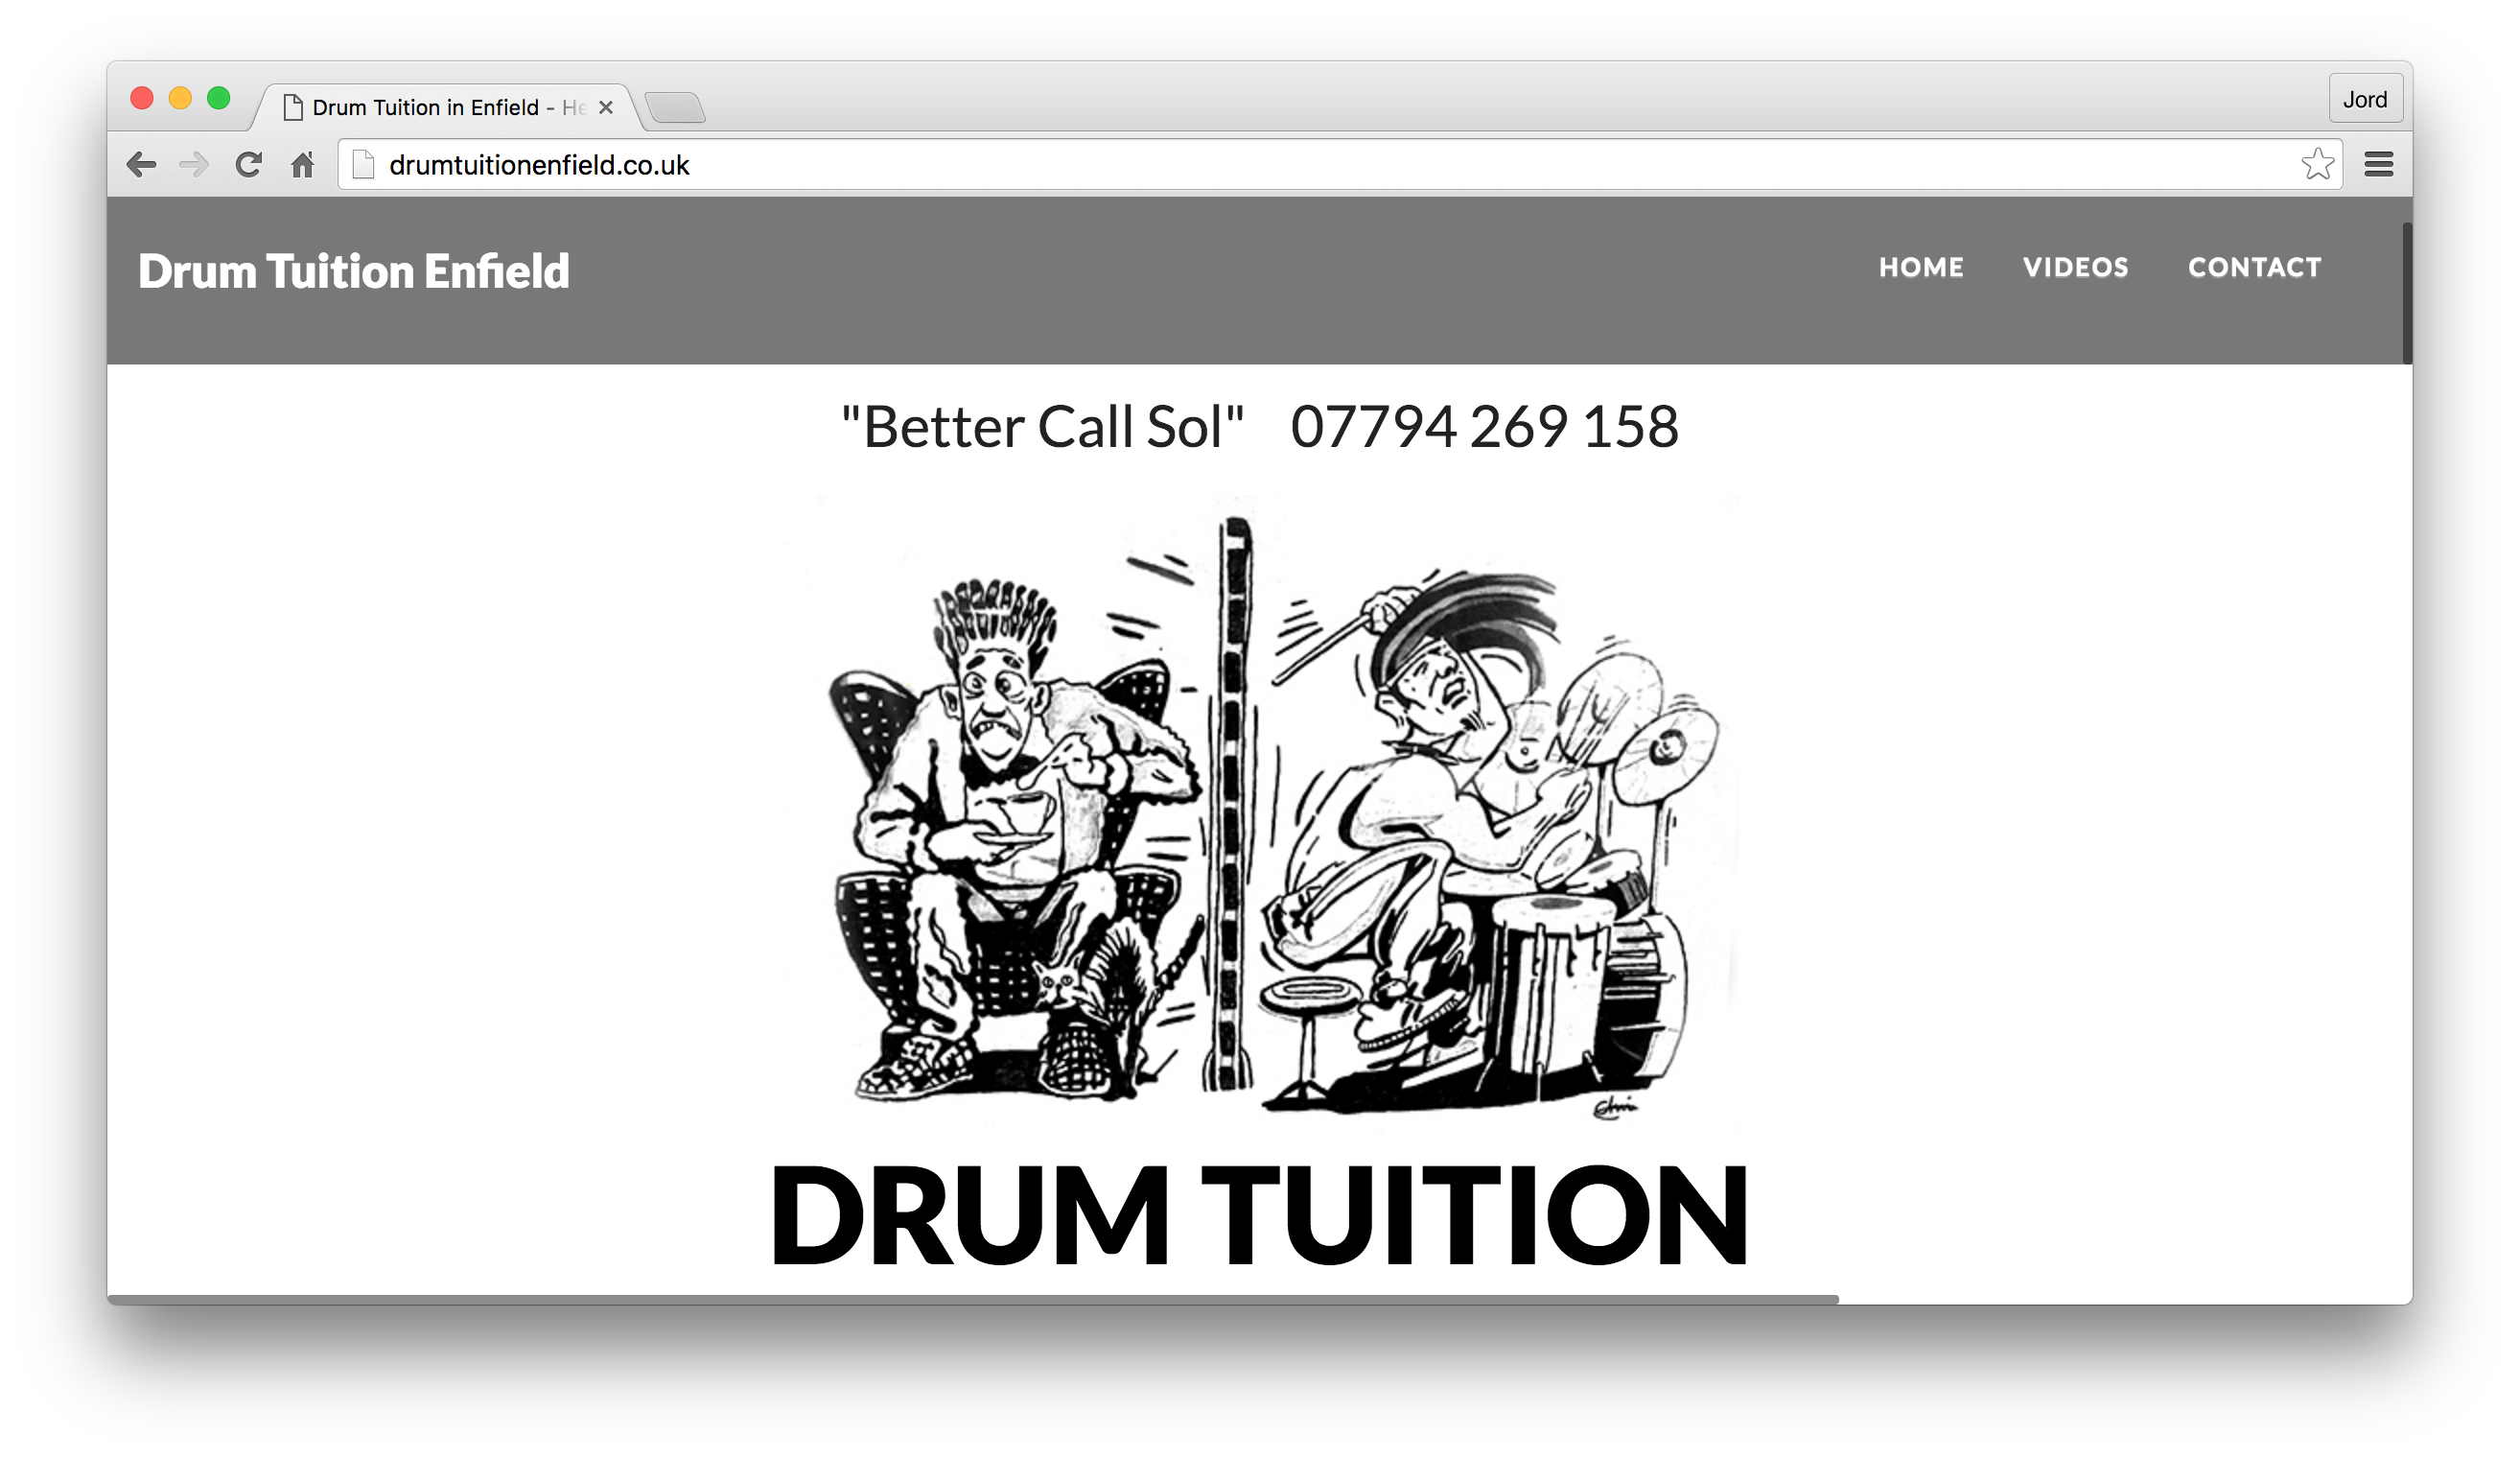 Drum Tuition in Enfield - He
Jord
drumtuitionenfield.co.uk
Drum Tuition Enfield
HOME VIDEOS CONTACT
"Better Call Sol" 07794 269 158
DRUM TUITION